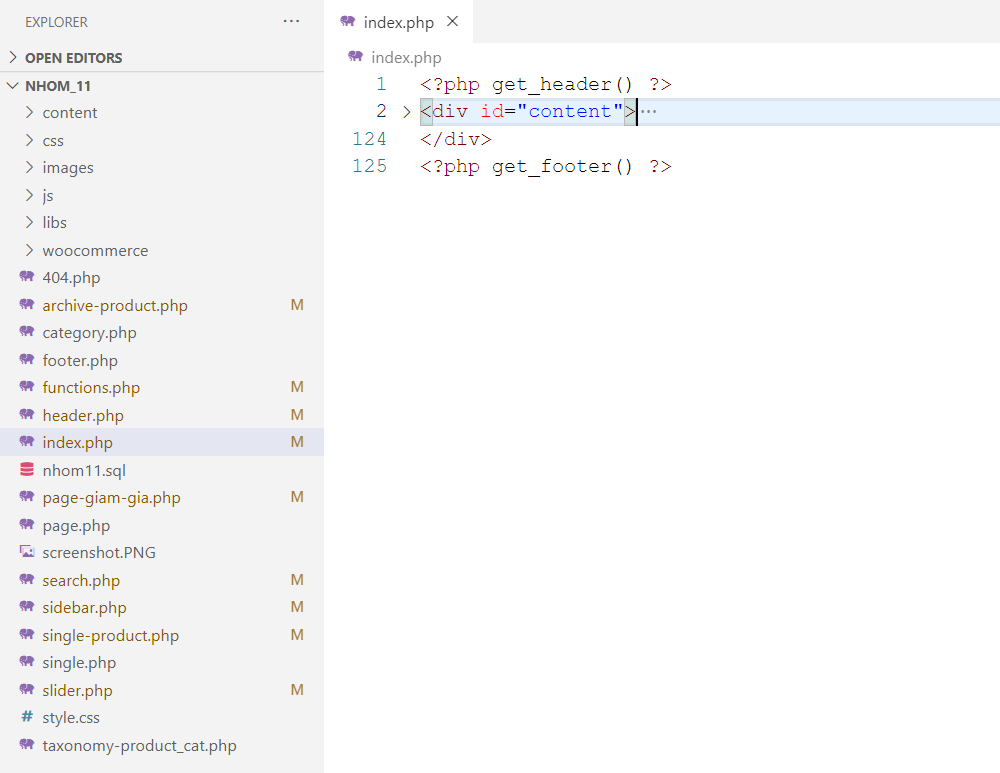 EXPLORER ···
OPEN EDITORS
NHOM_11
content
css
images
js
libs
woocommerce
404.php
archive-product.php M
category.php
footer.php
functions.php M
header.php M
index.php M
nhom11.sql
page-giam-gia.php M
page.php
screenshot.PNG
search.php M
sidebar.php M
single-product.php M
single.php
slider.php M
# style.css
taxonomy-product_cat.php
index.php
index.php
1 <?php get_header() ?>
2 <div id="content">···
124 </div>
125 <?php get_footer() ?>